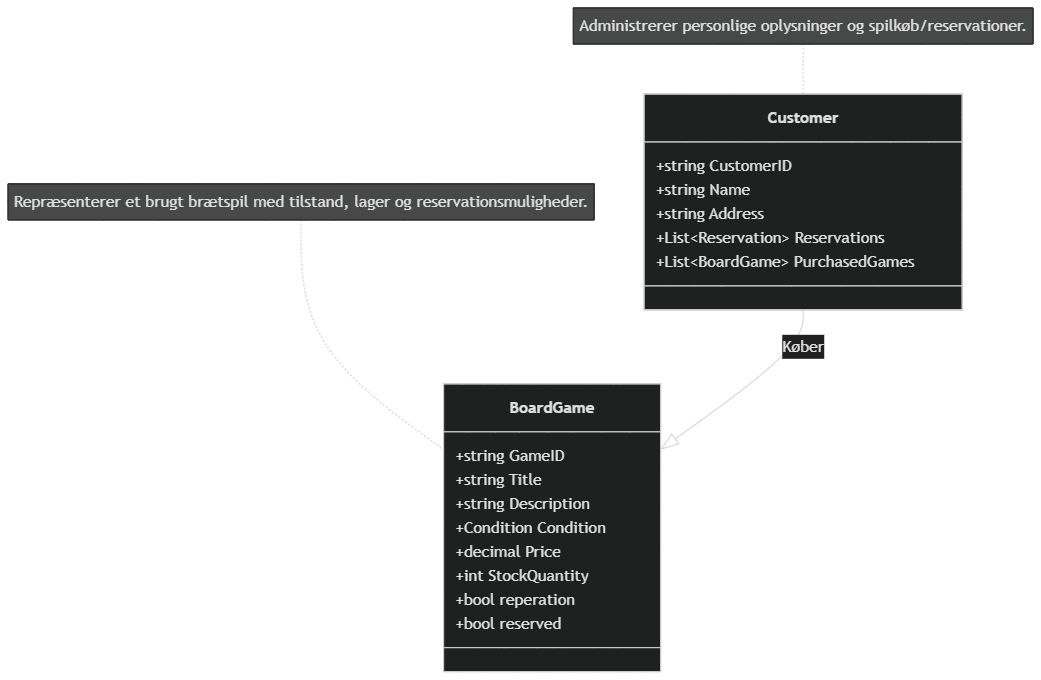 Administrerer personlige oplysninger og spilkøb/reservationer.
Customer
+string CustomerID
+string Name
+string Address
+List<Reservation> Reservations
+List<BoardGame> PurchasedGames
Repræsenterer et brugt brætspil med tilstand, lager og reservationsmuligheder.
Køber
BoardGame
+string GameID
+string Title
+string Description
+Condition Condition
+decimal Price
+int StockQuantity
+bool reperation
+bool reserved